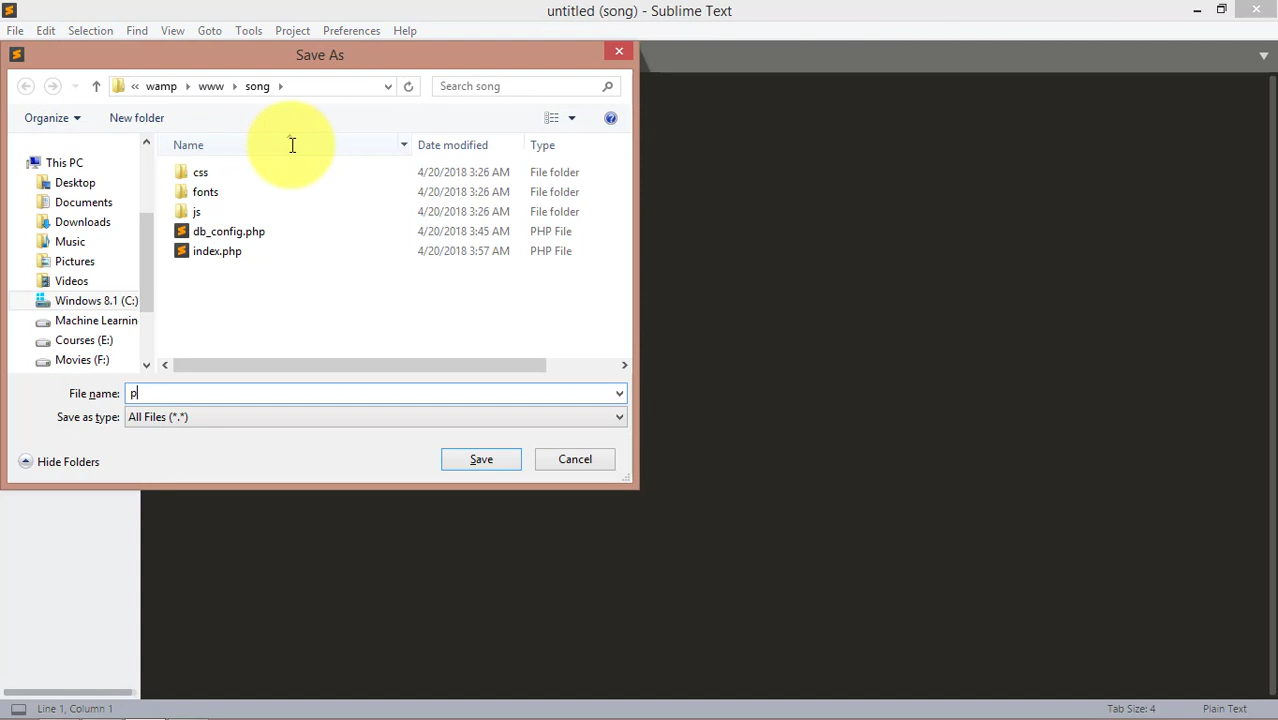 untitled (song) - Sublime Text
File Edit Selection Find View Goto Tools Project Preferences Help
Save As
« wamp www song
Search song
Organize New folder
Name Date modified Type
This PC
Desktop
Documents
Downloads
Music
Pictures
Videos
Windows 8.1 (C:)
Machine Learnin
Courses (E:)
Movies (F:)
css 4/20/2018 3:26 AM File folder
fonts 4/20/2018 3:26 AM File folder
js 4/20/2018 3:26 AM File folder
db_config.php 4/20/2018 3:45 AM PHP File
index.php 4/20/2018 3:57 AM PHP File
File name: p
Save as type: All Files (*.*)
Hide Folders
Save Cancel
Line 1, Column 1 Tab Size: 4 Plain Text